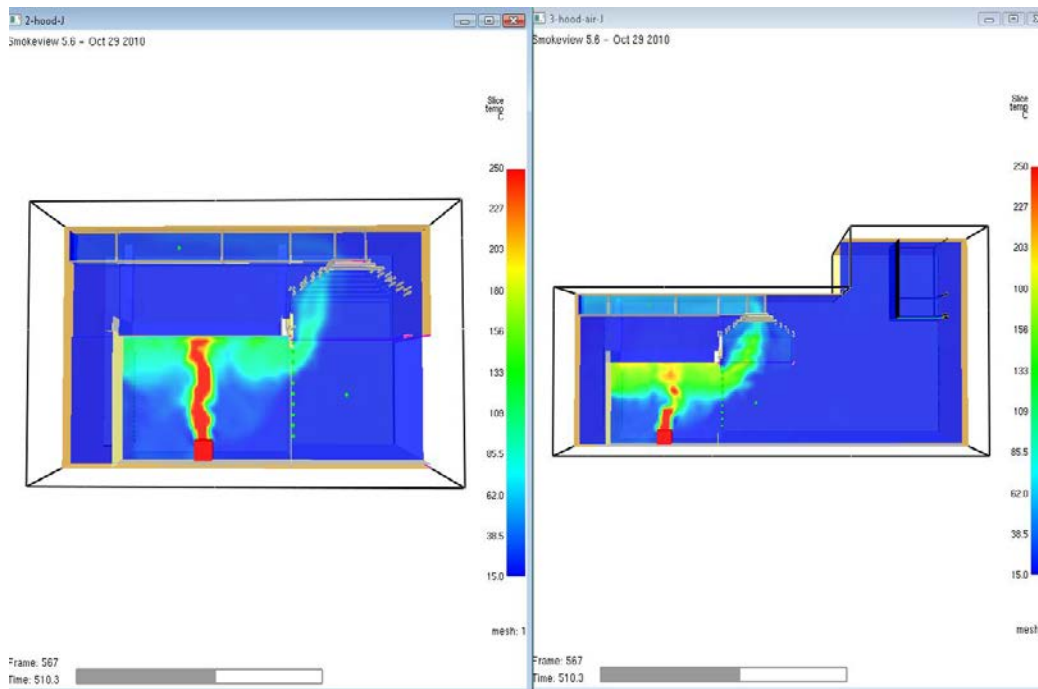 2-hood-J
Smokeview 5.6 - Oct 29 2010
Slice
temp
C
250
227
203
180
156
133
109
85.5
62.0
38.5
15.0
mesh: 1
Frame: 567
Time: 510.3
3-hood-air-J
Smokeview 5.6 - Oct 29 2010
Slice
temp
C
250
227
203
180
156
133
109
85.5
62.0
38.5
15.0
mesh
Frame: 567
Time: 510.3